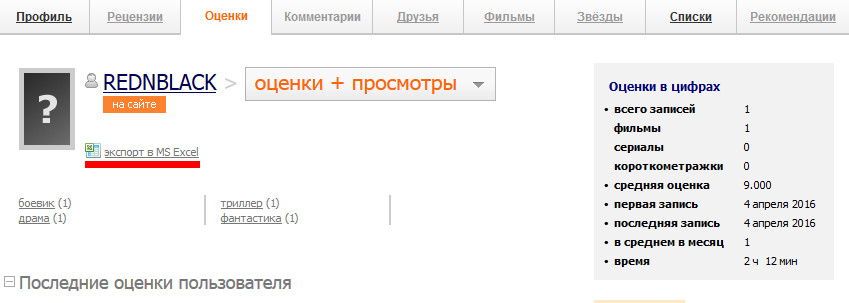 Профиль Рецензии Оценки Комментарии Друзья Фильмы Звёзды Списки Рекомендации
?
REDNBLACK > оценки + просмотры
на сайте
экспорт в MS Excel
боевик (1)
драма (1)
триллер (1)
фантастика (1)
Оценки в цифрах
• всего записей 1
фильмы 1
сериалы 0
короткометражки 0
• средняя оценка 9.000
• первая запись 4 апреля 2016
• последняя запись 4 апреля 2016
• в среднем в месяц 1
• время 2 ч 12 мин
Последние оценки пользователя